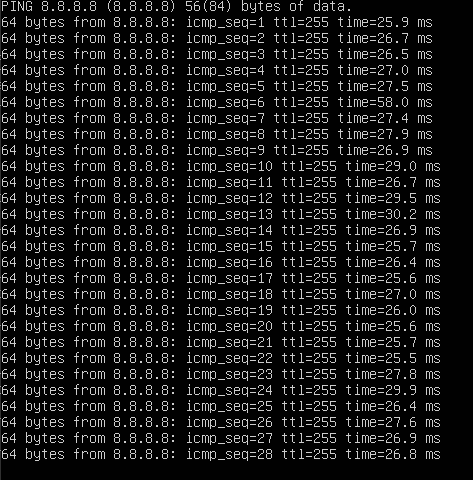 PING 8.8.8.8 (8.8.8.8) 56(84) bytes of data.
64 bytes from 8.8.8.8: icmp_seq=1 ttl=255 time=25.9 ms
64 bytes from 8.8.8.8: icmp_seq=2 ttl=255 time=26.7 ms
64 bytes from 8.8.8.8: icmp_seq=3 ttl=255 time=26.5 ms
64 bytes from 8.8.8.8: icmp_seq=4 ttl=255 time=27.0 ms
64 bytes from 8.8.8.8: icmp_seq=5 ttl=255 time=27.5 ms
64 bytes from 8.8.8.8: icmp_seq=6 ttl=255 time=58.0 ms
64 bytes from 8.8.8.8: icmp_seq=7 ttl=255 time=27.4 ms
64 bytes from 8.8.8.8: icmp_seq=8 ttl=255 time=27.9 ms
64 bytes from 8.8.8.8: icmp_seq=9 ttl=255 time=26.9 ms
64 bytes from 8.8.8.8: icmp_seq=10 ttl=255 time=29.0 ms
64 bytes from 8.8.8.8: icmp_seq=11 ttl=255 time=26.7 ms
64 bytes from 8.8.8.8: icmp_seq=12 ttl=255 time=29.5 ms
64 bytes from 8.8.8.8: icmp_seq=13 ttl=255 time=30.2 ms
64 bytes from 8.8.8.8: icmp_seq=14 ttl=255 time=26.9 ms
64 bytes from 8.8.8.8: icmp_seq=15 ttl=255 time=25.7 ms
64 bytes from 8.8.8.8: icmp_seq=16 ttl=255 time=26.4 ms
64 bytes from 8.8.8.8: icmp_seq=17 ttl=255 time=25.6 ms
64 bytes from 8.8.8.8: icmp_seq=18 ttl=255 time=27.0 ms
64 bytes from 8.8.8.8: icmp_seq=19 ttl=255 time=26.0 ms
64 bytes from 8.8.8.8: icmp_seq=20 ttl=255 time=25.6 ms
64 bytes from 8.8.8.8: icmp_seq=21 ttl=255 time=25.7 ms
64 bytes from 8.8.8.8: icmp_seq=22 ttl=255 time=25.5 ms
64 bytes from 8.8.8.8: icmp_seq=23 ttl=255 time=27.8 ms
64 bytes from 8.8.8.8: icmp_seq=24 ttl=255 time=29.9 ms
64 bytes from 8.8.8.8: icmp_seq=25 ttl=255 time=26.4 ms
64 bytes from 8.8.8.8: icmp_seq=26 ttl=255 time=27.6 ms
64 bytes from 8.8.8.8: icmp_seq=27 ttl=255 time=26.9 ms
64 bytes from 8.8.8.8: icmp_seq=28 ttl=255 time=26.8 ms